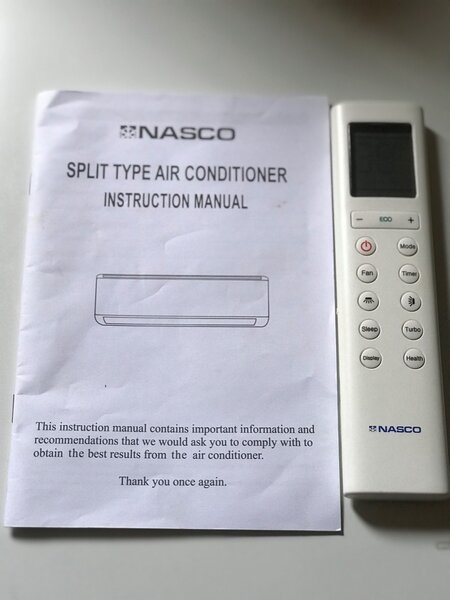 NASCO
SPLIT TYPE AIR CONDITIONER
INSTRUCTION MANUAL
This instruction manual contains important information and
recommendations that we would ask you to comply with to
obtain the best results from the air conditioner.
Thank you once again.
− ECO +
Mode
Fan Timer
Sleep Turbo
Display Health
NASCO